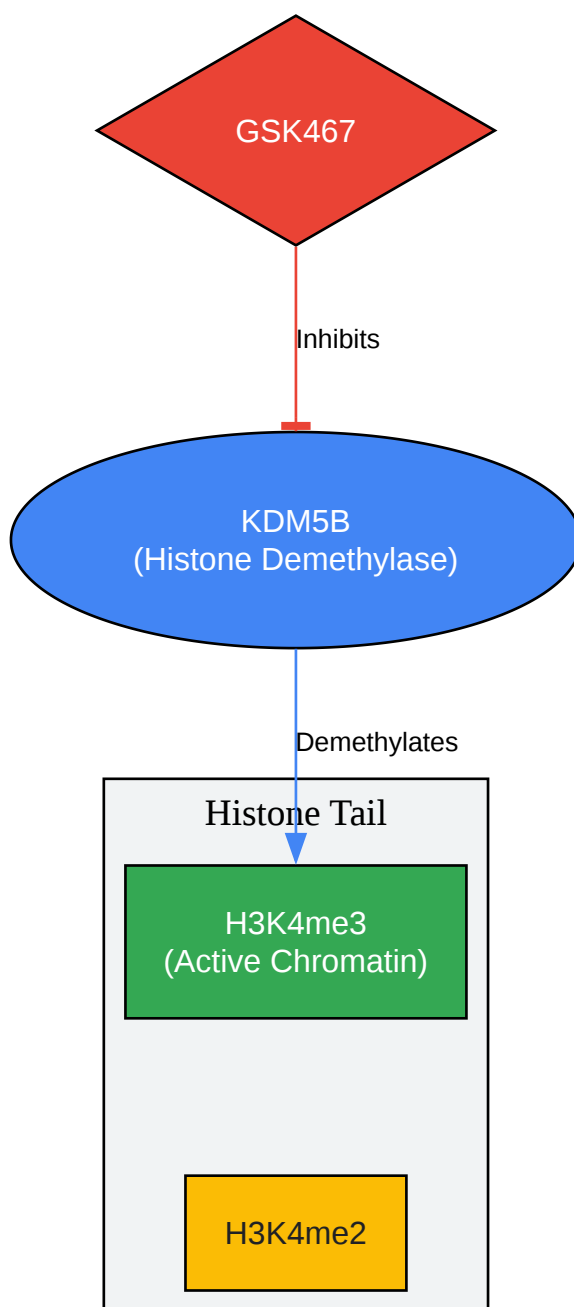 GSK467
Inhibits
KDM5B
(Histone Demethylase)
Demethylates
Histone Tail
H3K4me3
(Active Chromatin)
H3K4me2